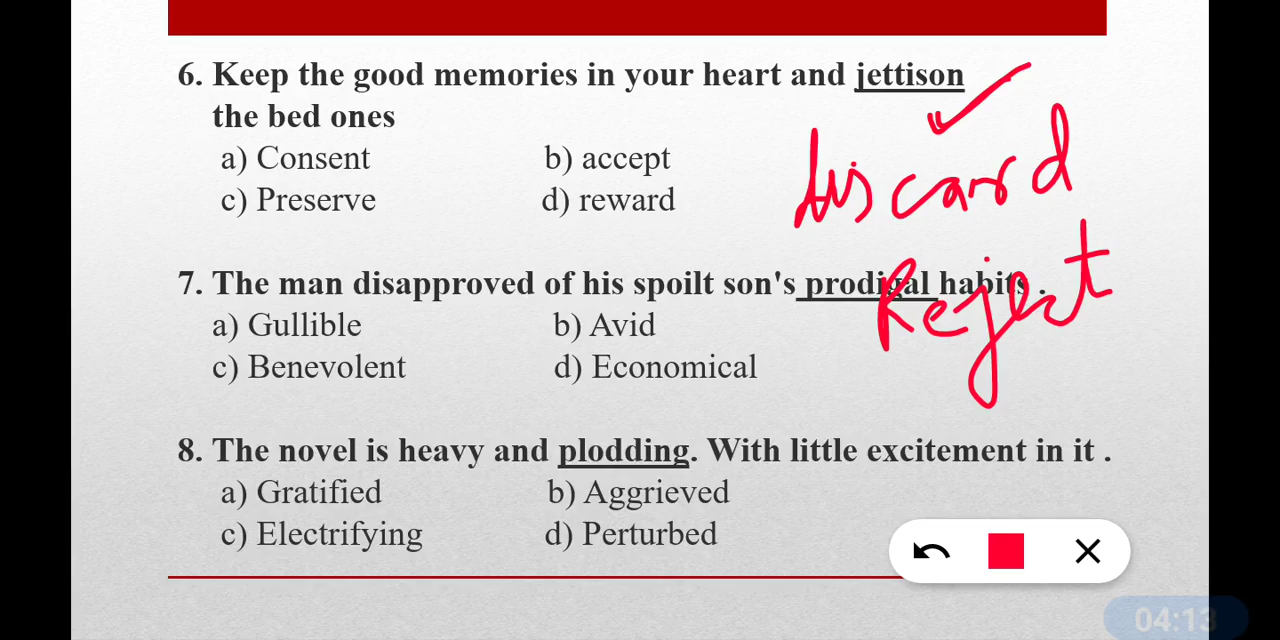 6. Keep the good memories in your heart and jettison
the bed ones
a) Consent b) accept
c) Preserve d) reward
discard
7. The man disapproved of his spoilt son's prodigal habits .
Reject
a) Gullible b) Avid
c) Benevolent d) Economical
8. The novel is heavy and plodding. With little excitement in it .
a) Gratified b) Aggrieved
c) Electrifying d) Perturbed
04:13